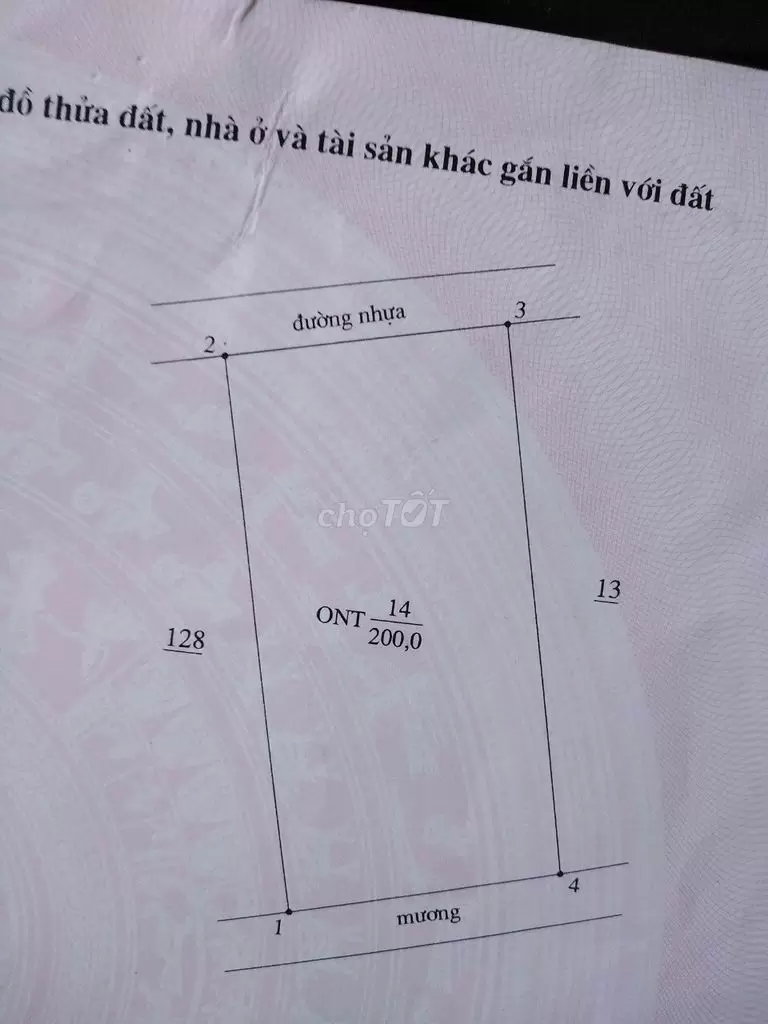 đồ thửa đất, nhà ở và tài sản khác gắn liền với đất
đường nhựa
2
3
chợTỐT
ONT 14
200,0
128
13
1
mương
4